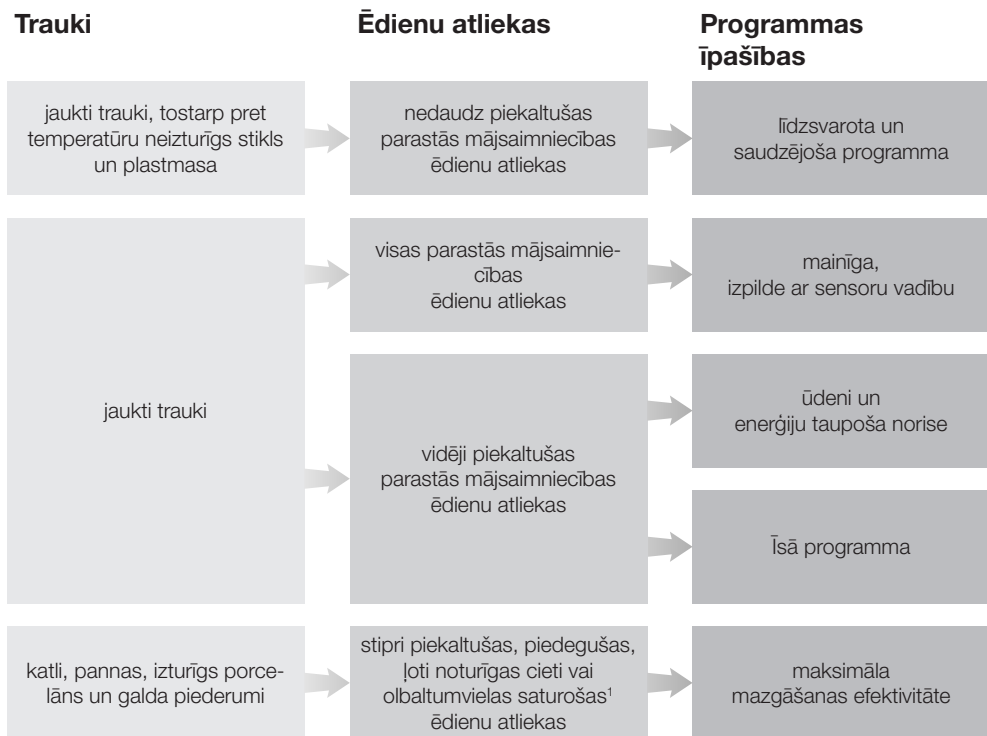 Trauki
Ēdienu atliekas
Programmas
īpašības
jaukti trauki, tostarp pret
temperatūru neizturīgs stikls
un plastmasa
nedaudz piekaltušas
parastās mājsaimniecības
ēdienu atliekas
līdzsvarota un
saudzējoša programma
jaukti trauki
visas parastās mājsaimnie-
cības
ēdienu atliekas
mainīga,
izpilde ar sensoru vadību
vidēji piekaltušas
parastās mājsaimniecības
ēdienu atliekas
ūdeni un
enerģiju taupoša norise
Īsā programma
katli, pannas, izturīgs porce-
lāns un galda piederumi
stipri piekaltušas, piedegušas,
ļoti noturīgas cieti vai
olbaltumvielas saturošas¹
ēdienu atliekas
maksimāla
mazgāšanas efektivitāte